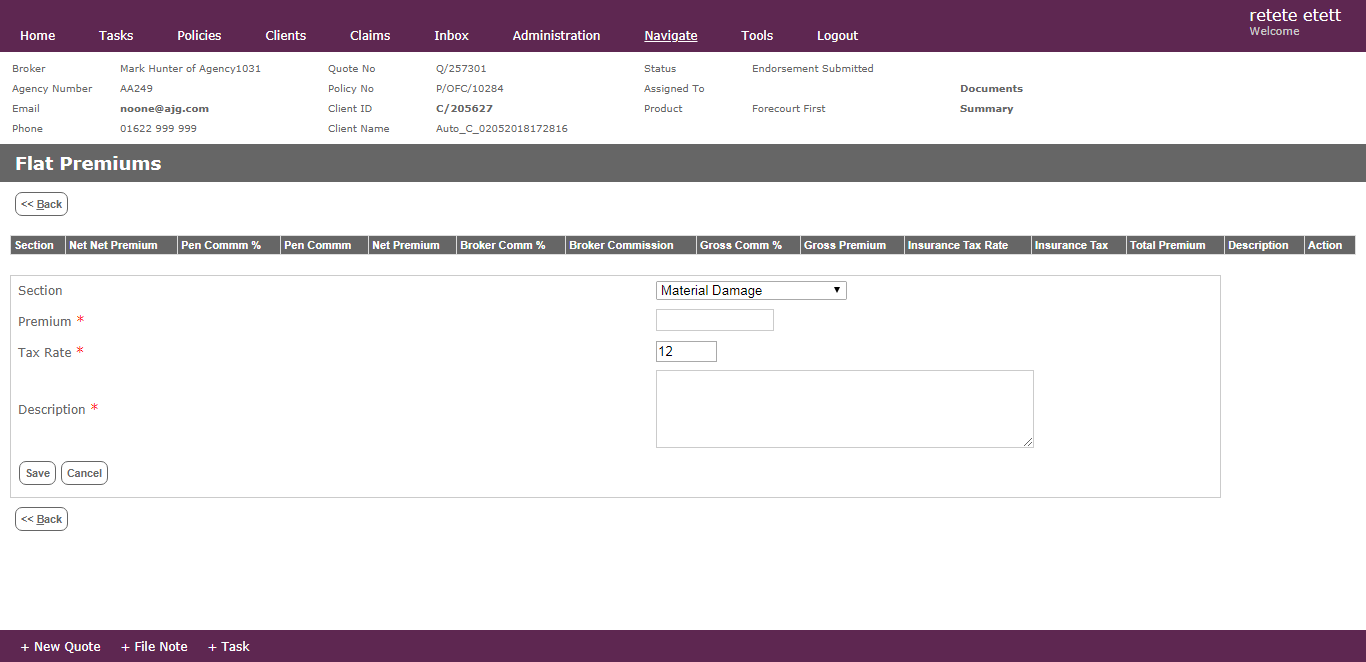 retete etett
Home Tasks Policies Clients Claims Inbox Administration Navigate Tools Logout Welcome
Broker Mark Hunter of Agency1031 Quote No Q/257301 Status Endorsement Submitted
Agency Number AA249 Policy No P/OFC/10284 Assigned To Documents
Email noone@ajg.com Client ID C/205627 Product Forecourt First Summary
Phone 01622 999 999 Client Name Auto_C_02052018172816
Flat Premiums
<< Back
Section Net Net Premium Pen Commm % Pen Commm Net Premium Broker Comm % Broker Commission Gross Comm % Gross Premium Insurance Tax Rate Insurance Tax Total Premium Description Action
Section Material Damage
Premium *
Tax Rate * 12
Description *
Save Cancel
<< Back
+ New Quote + File Note + Task